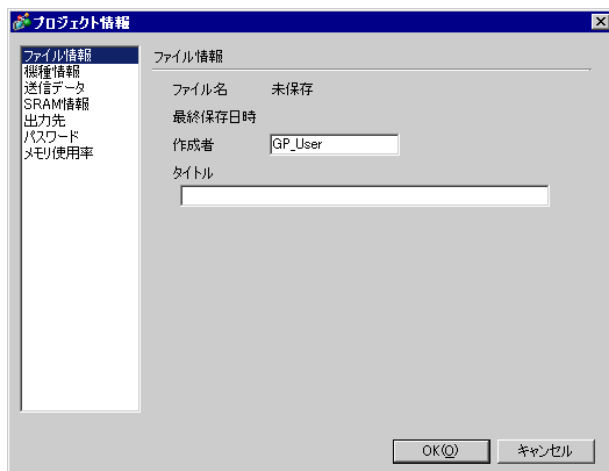 プロジェクト情報
ファイル情報
機種情報
送信データ
SRAM情報
出力先
パスワード
メモリ使用率
ファイル情報
ファイル名 未保存
最終保存日時
作成者 GP_User
タイトル
OK(O) キャンセル